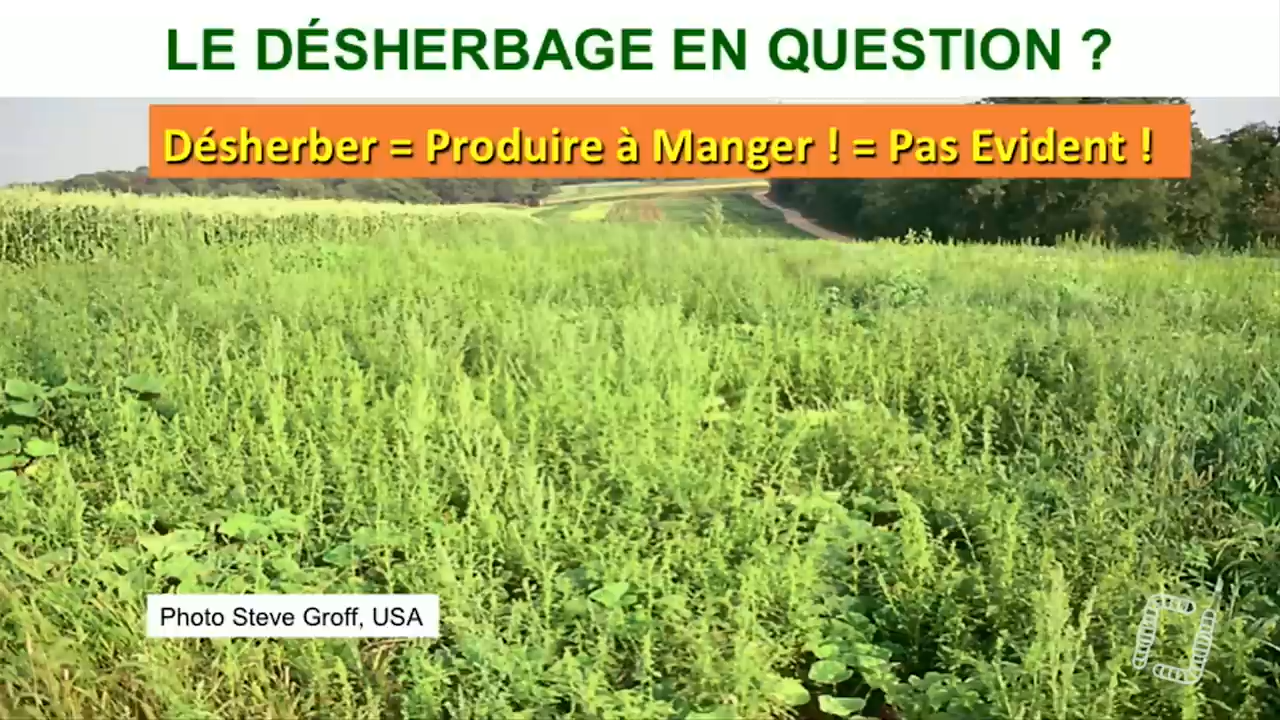 LE DÉSHERBAGE EN QUESTION ?
Désherber = Produire à Manger ! = Pas Evident !
Photo Steve Groff, USA